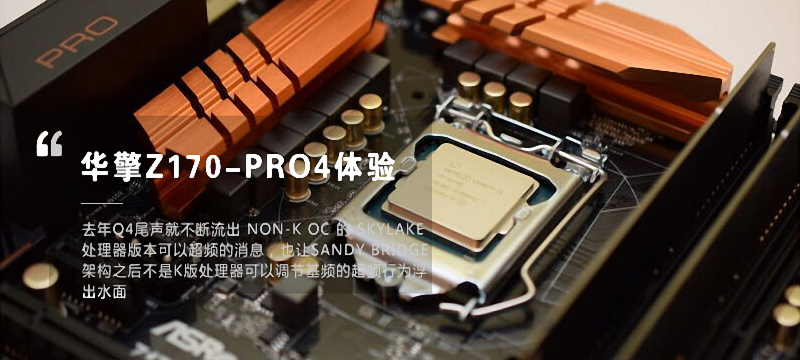 PRO
华擎Z170-PRO4体验
去年Q4尾声就不断流出 NON-K OC 的 SKYLAKE
处理器版本可以超频的消息 也让SANDY BRIDGE
架构之后不是K版处理器可以调节基频的超频行为浮
出水面